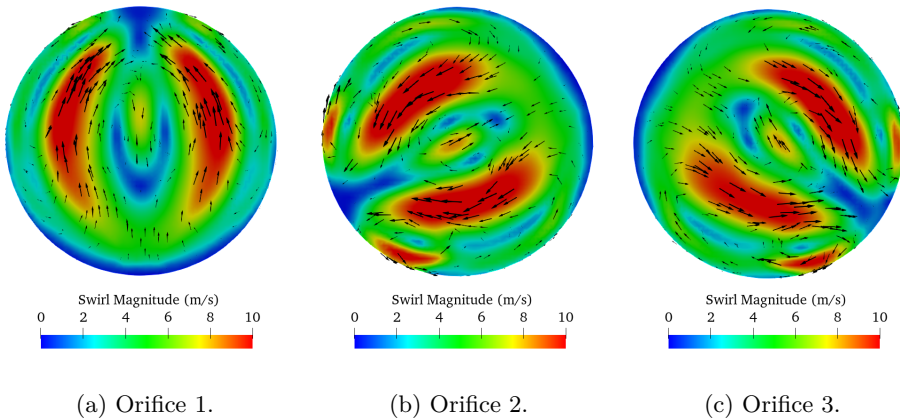 Swirl Magnitude (m/s) Swirl Magnitude (m/s) Swirl Magnitude (m/s)
0 2 4 6 8 10 0 2 4 6 8 10 0 2 4 6 8 10
(a) Orifice 1. (b) Orifice 2. (c) Orifice 3.